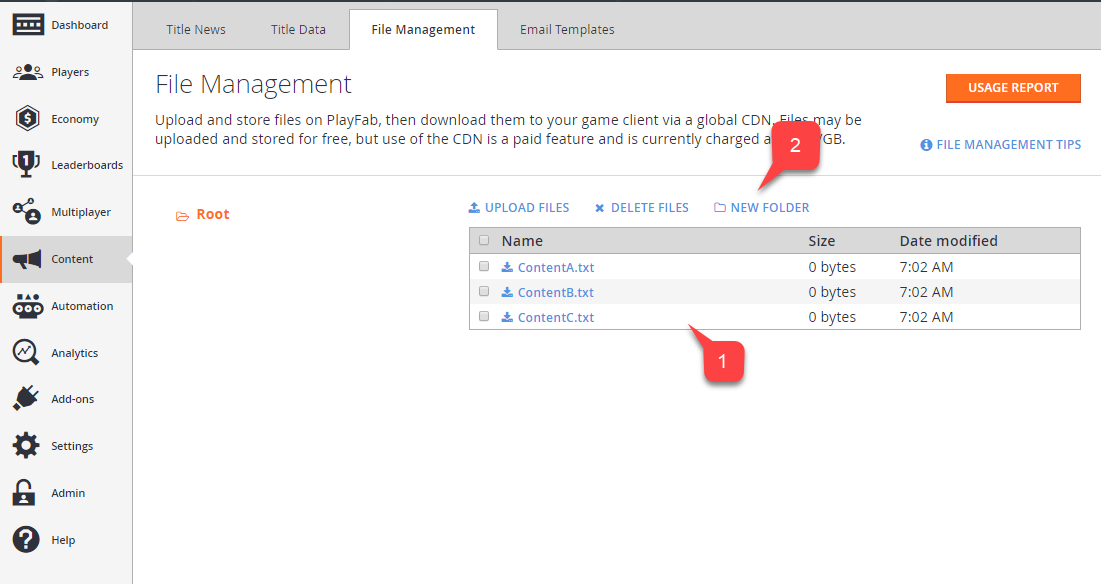 Dashboard
Players
Economy
Leaderboards
Multiplayer
Content
Automation
Analytics
Add-ons
Settings
Admin
Help
Title News
Title Data
File Management
Email Templates
File Management
USAGE REPORT
Upload and store files on PlayFab, then download them to your game client via a global CDN. Files may be
uploaded and stored for free, but use of the CDN is a paid feature and is currently charged /GB.
FILE MANAGEMENT TIPS
2
Root
UPLOAD FILES
DELETE FILES
NEW FOLDER
Name Size Date modified
ContentA.txt 0 bytes 7:02 AM
ContentB.txt 0 bytes 7:02 AM
ContentC.txt 0 bytes 7:02 AM
1